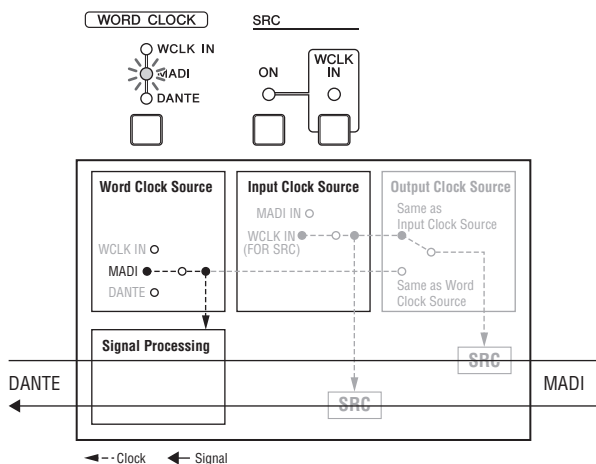 WORD CLOCK
WCLK IN
MADI
DANTE
SRC
ON
WCLK
IN
Word Clock Source
WCLK IN
MADI
DANTE
Input Clock Source
MADI IN
WCLK IN
(FOR SRC)
Output Clock Source
Same as
Input Clock Source
Same as Word
Clock Source
Signal Processing
SRC
SRC
DANTE
MADI
Clock
Signal